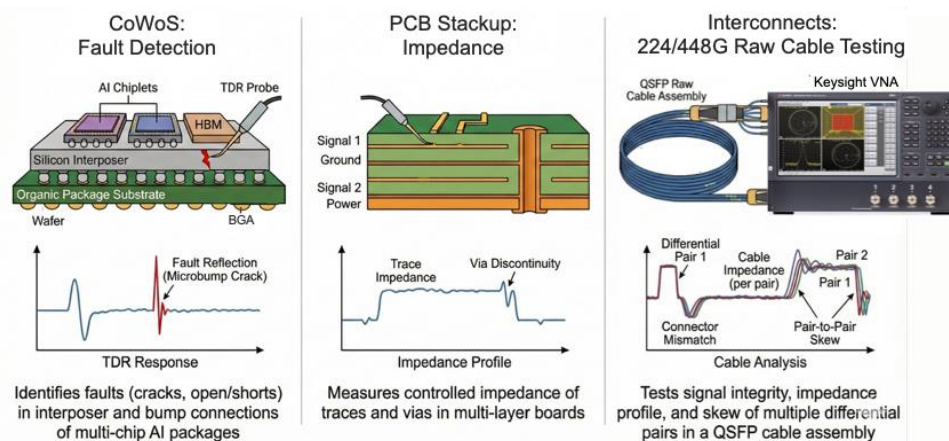 CoWoS:
Fault Detection
AI Chiplets
TDR Probe
HBM
Silicon Interposer
Organic Package Substrate
Wafer
BGA
Fault Reflection
(Microbump Crack)
TDR Response
Identifies faults (cracks, open/shorts)
in interposer and bump connections
of multi-chip AI packages
PCB Stackup:
Impedance
Signal 1
Ground
Signal 2
Power
Trace
Impedance
Via Discontinuity
Impedance Profile
Measures controlled impedance of
traces and vias in multi-layer boards
Interconnects:
224/448G Raw Cable Testing
QSFP Raw
Cable Assembly
Keysight VNA
1 2 3 4
Differential
Pair 1
Cable
Impedance
(per pair)
Pair 2
Pair 1
Connector
Mismatch
Pair-to-Pair
Skew
Cable Analysis
Tests signal integrity, impedance
profile, and skew of multiple differential
pairs in a QSFP cable assembly